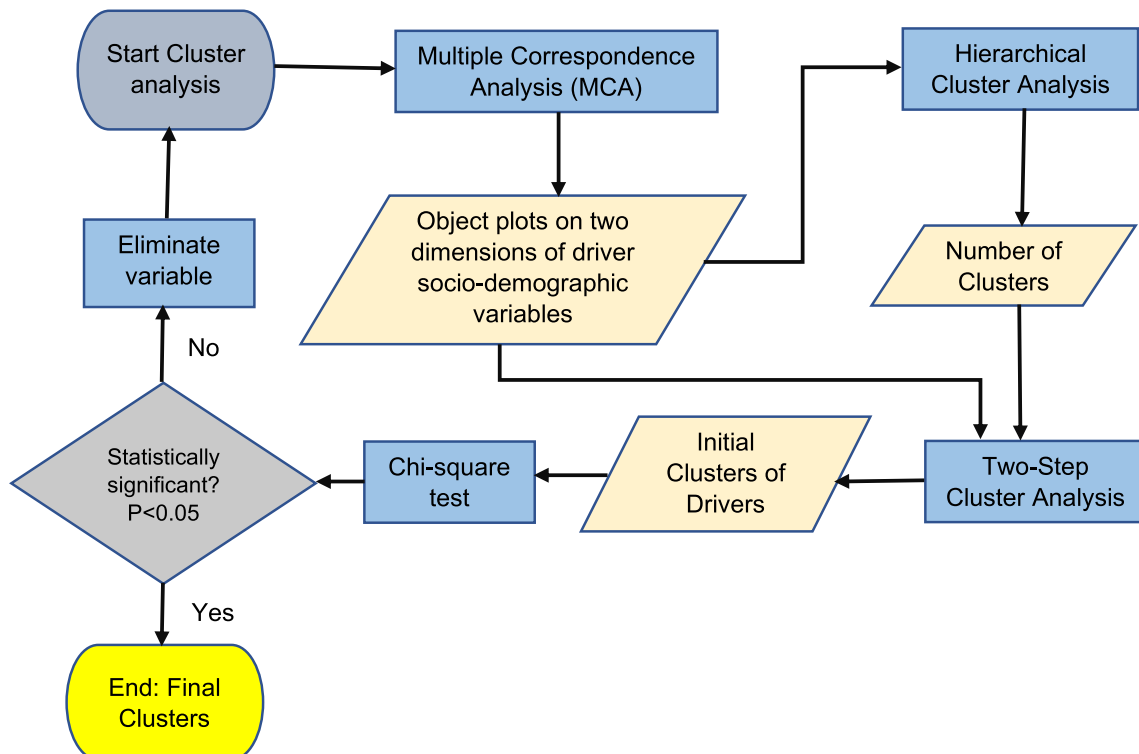 Start Cluster
analysis
Multiple Correspondence
Analysis (MCA)
Hierarchical
Cluster Analysis
Object plots on two
dimensions of driver
socio-demographic
variables
Number of
Clusters
Eliminate
variable
No
Statistically
significant?
P<0.05
Chi-square
test
Initial
Clusters of
Drivers
Two-Step
Cluster Analysis
Yes
End: Final
Clusters